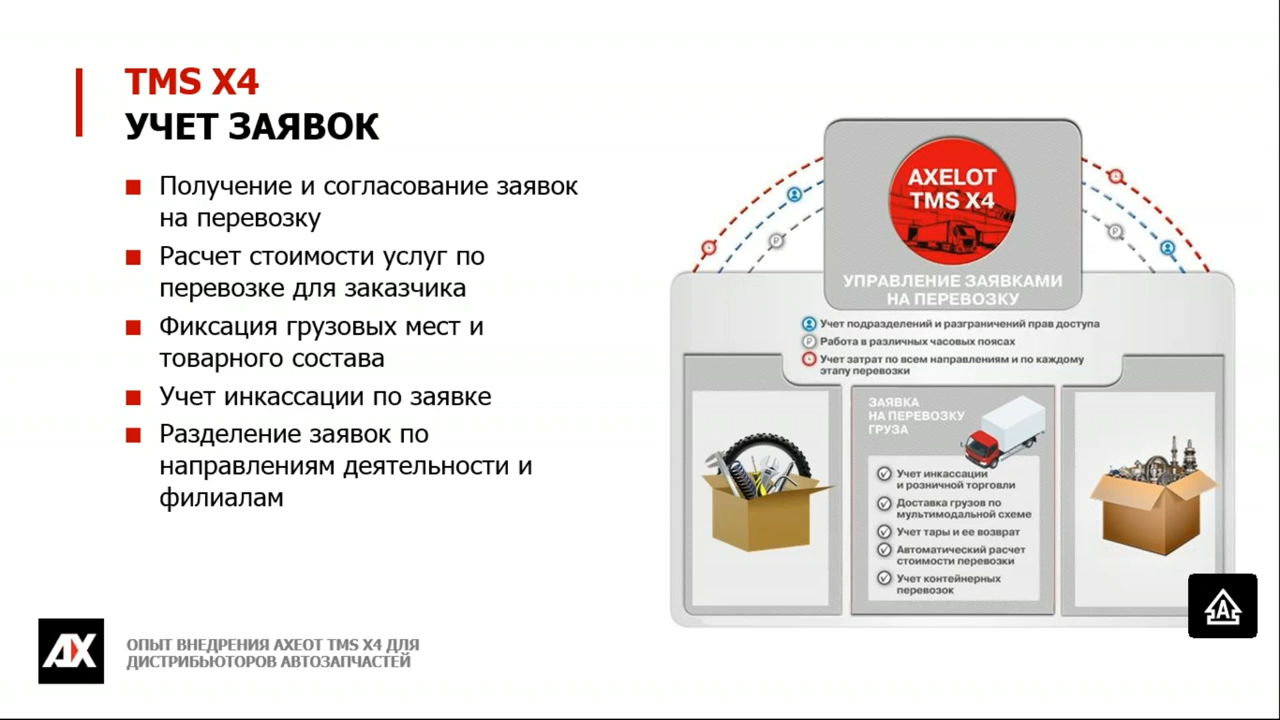 TMS X4
УЧЕТ ЗАЯВОК
Получение и согласование заявок
на перевозку
Расчет стоимости услуг по
перевозке для заказчика
Фиксация грузовых мест и
товарного состава
Учет инкассации по заявке
Разделение заявок по
направлениям деятельности и
филиалам
AXELOT
TMS X4
УПРАВЛЕНИЕ ЗАЯВКАМИ
НА ПЕРЕВОЗКУ
Учет подразделений и разграничений прав доступа
Работа в различных часовых поясах
Учет затрат по всем направлениям и по каждому
этапу перевозки
ЗАЯВКА
НА ПЕРЕВОЗКУ
ГРУЗА
Учет инкассации
и розничной торговли
Доставка грузов по
мультимодальной схеме
Учет тары и ее возврат
Автоматический расчет
стоимости перевозки
Учет контейнерных
перевозок
AX
ОПЫТ ВНЕДРЕНИЯ AXEOT TMS X4 ДЛЯ
ДИСТРИБЬЮТОРОВ АВТОЗАПЧАСТЕЙ
A